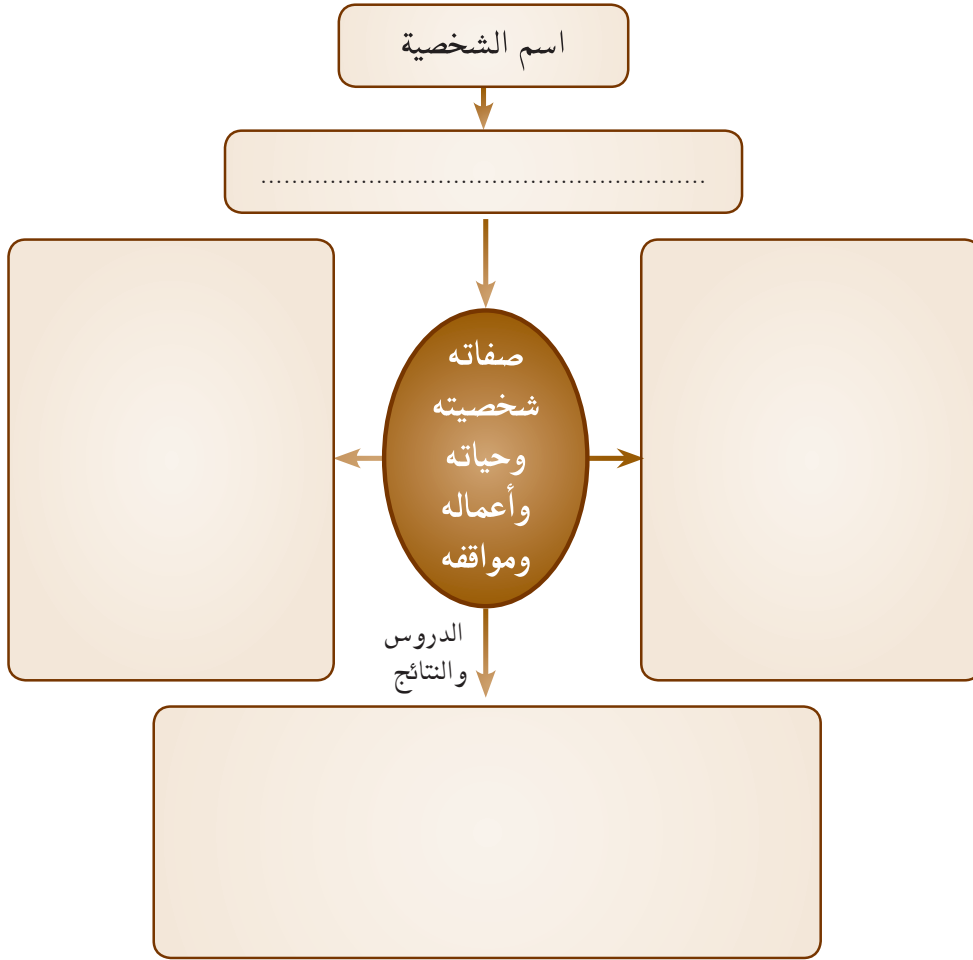 اسم الشخصية
................................................................
صفاته
شخصيته
وحياته
وأعماله
ومواقفه
الدروس
والنتائج